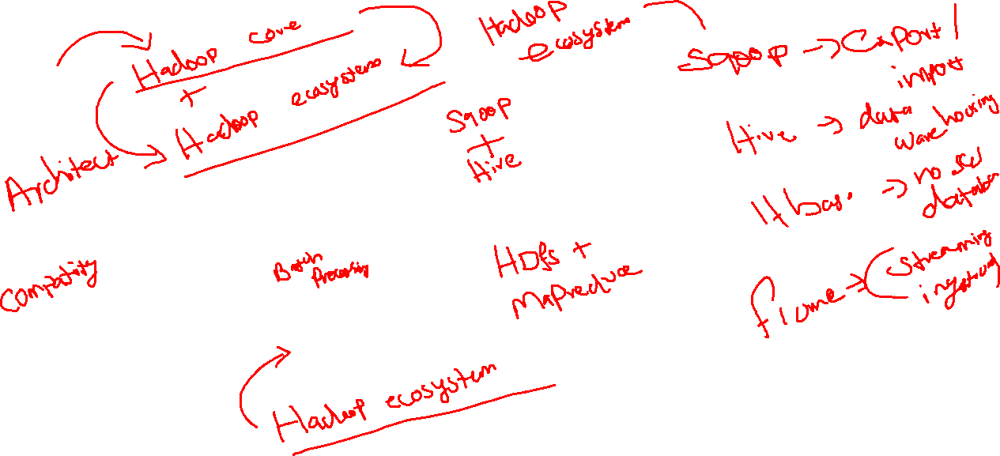 Hadoop core
+
Hadoop ecosystem
Architect
Hadoop
ecosystem
Sqoop
+
Hive
Sqoop → Export /
import
Hive → data
warehousing
Hbase → no sql
database
flume → streaming
ingestion
Batch
Processing
HDfs +
Mapreduce
Hadoop ecosystem